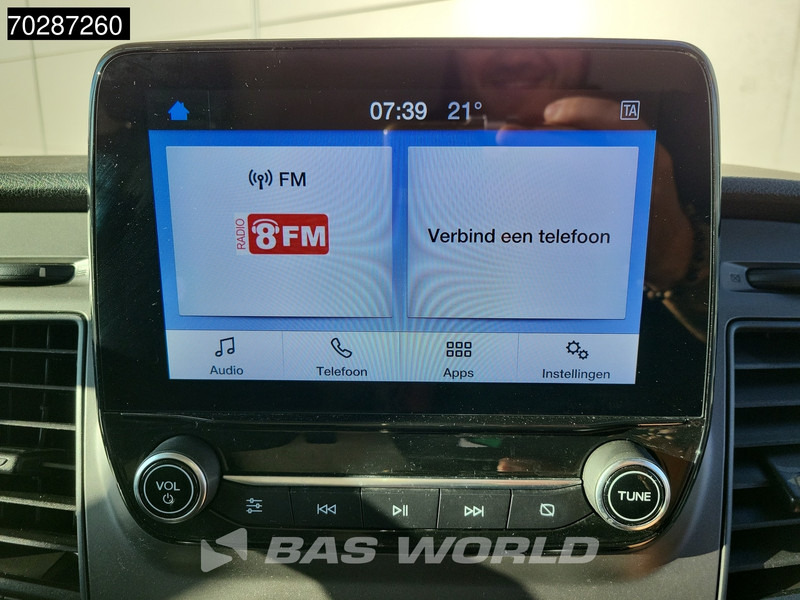 70287260
07:39 21° TA
FM
RADIO 8FM
Verbind een telefoon
Audio Telefoon Apps Instellingen
VOL TUNE
BAS WORLD